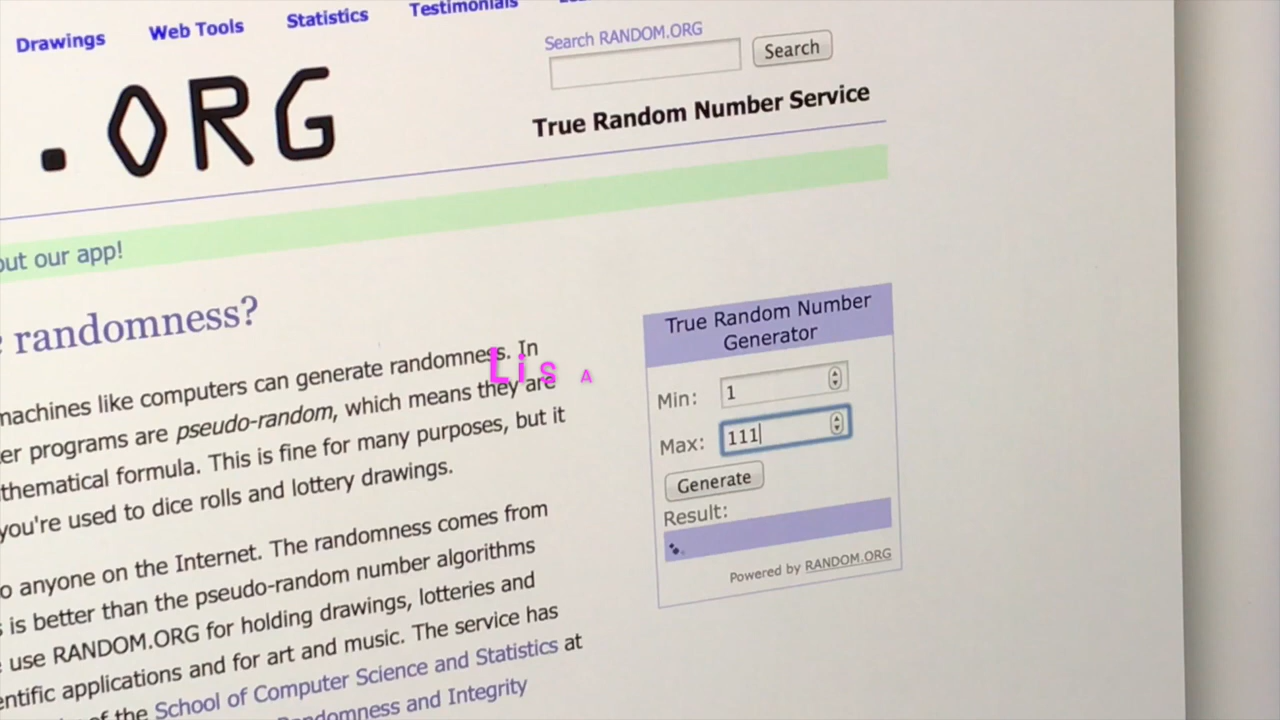 Drawings Web Tools Statistics Testimonials
Search RANDOM.ORG
Search
.ORG
True Random Number Service
out our app!
randomness?
True Random Number
Generator
machines like computers can generate randomness. In
Lis A
er programs are pseudo-random, which means they are
thematical formula. This is fine for many purposes, but it
you're used to dice rolls and lottery drawings.
Min: 1
Max: 111
Generate
Result:
Powered by RANDOM.ORG
o anyone on the Internet. The randomness comes from
s is better than the pseudo-random number algorithms
use RANDOM.ORG for holding drawings, lotteries and
entific applications and for art and music. The service has
of the School of Computer Science and Statistics at
Randomness and Integrity